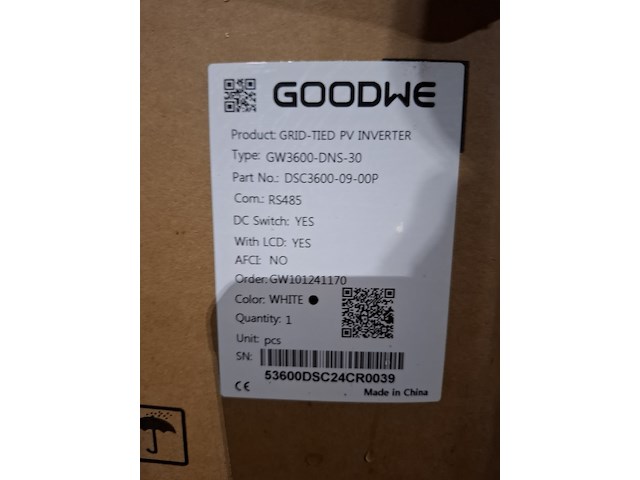 GOODWE
Product: GRID-TIED PV INVERTER
Type: GW3600-DNS-30
Part No.: DSC3600-09-00P
Com.: RS485
DC Switch: YES
With LCD: YES
AFCI: NO
Order:GW101241170
Color: WHITE
Quantity: 1
Unit: pcs
SN:
53600DSC24CR0039
CE Made in China